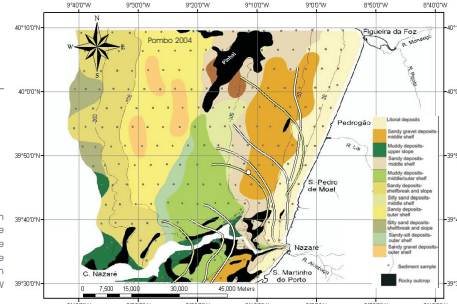 9°40'0"W 9°30'0"W 9°20'0"W 9°10'0"W 9°0'0"W 8°50'0"W 8°40'0"W
40°10'0"N
40°0'0"N
39°50'0"N
39°40'0"N
39°30'0"N
N
W E
S
Pombo 2004
Figueira da Foz
R. Mondego
Pedrogão
S. Pedro
de Moel
Nazaré
S. Martinho
do Porto
C. Nazaré
Litoral deposits
Sandy gravel deposits-
middle shelf
Muddy deposits-
upper slope
Sandy deposits-
middle shelf
Muddy deposits-
middle/outer shelf
Sandy deposits-
shelfbreak and slope
Silty sand deposits-
middle shelf
Sandy deposits-
outer shelf
Silty sand deposits-
shelfbreak and slope
Sandy-silt deposits-
outer shelf
Sandy gravel deposits-
outer shelf
Sediment sample
Rocky outcrop
0 7,500 15,000 30,000 45,000 Meters